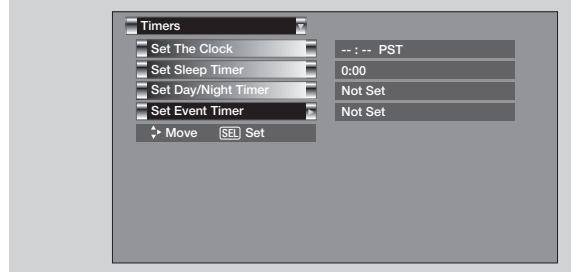 Timers
Set The Clock -- : -- PST
Set Sleep Timer 0:00
Set Day/Night Timer Not Set
Set Event Timer Not Set
Move SEL Set